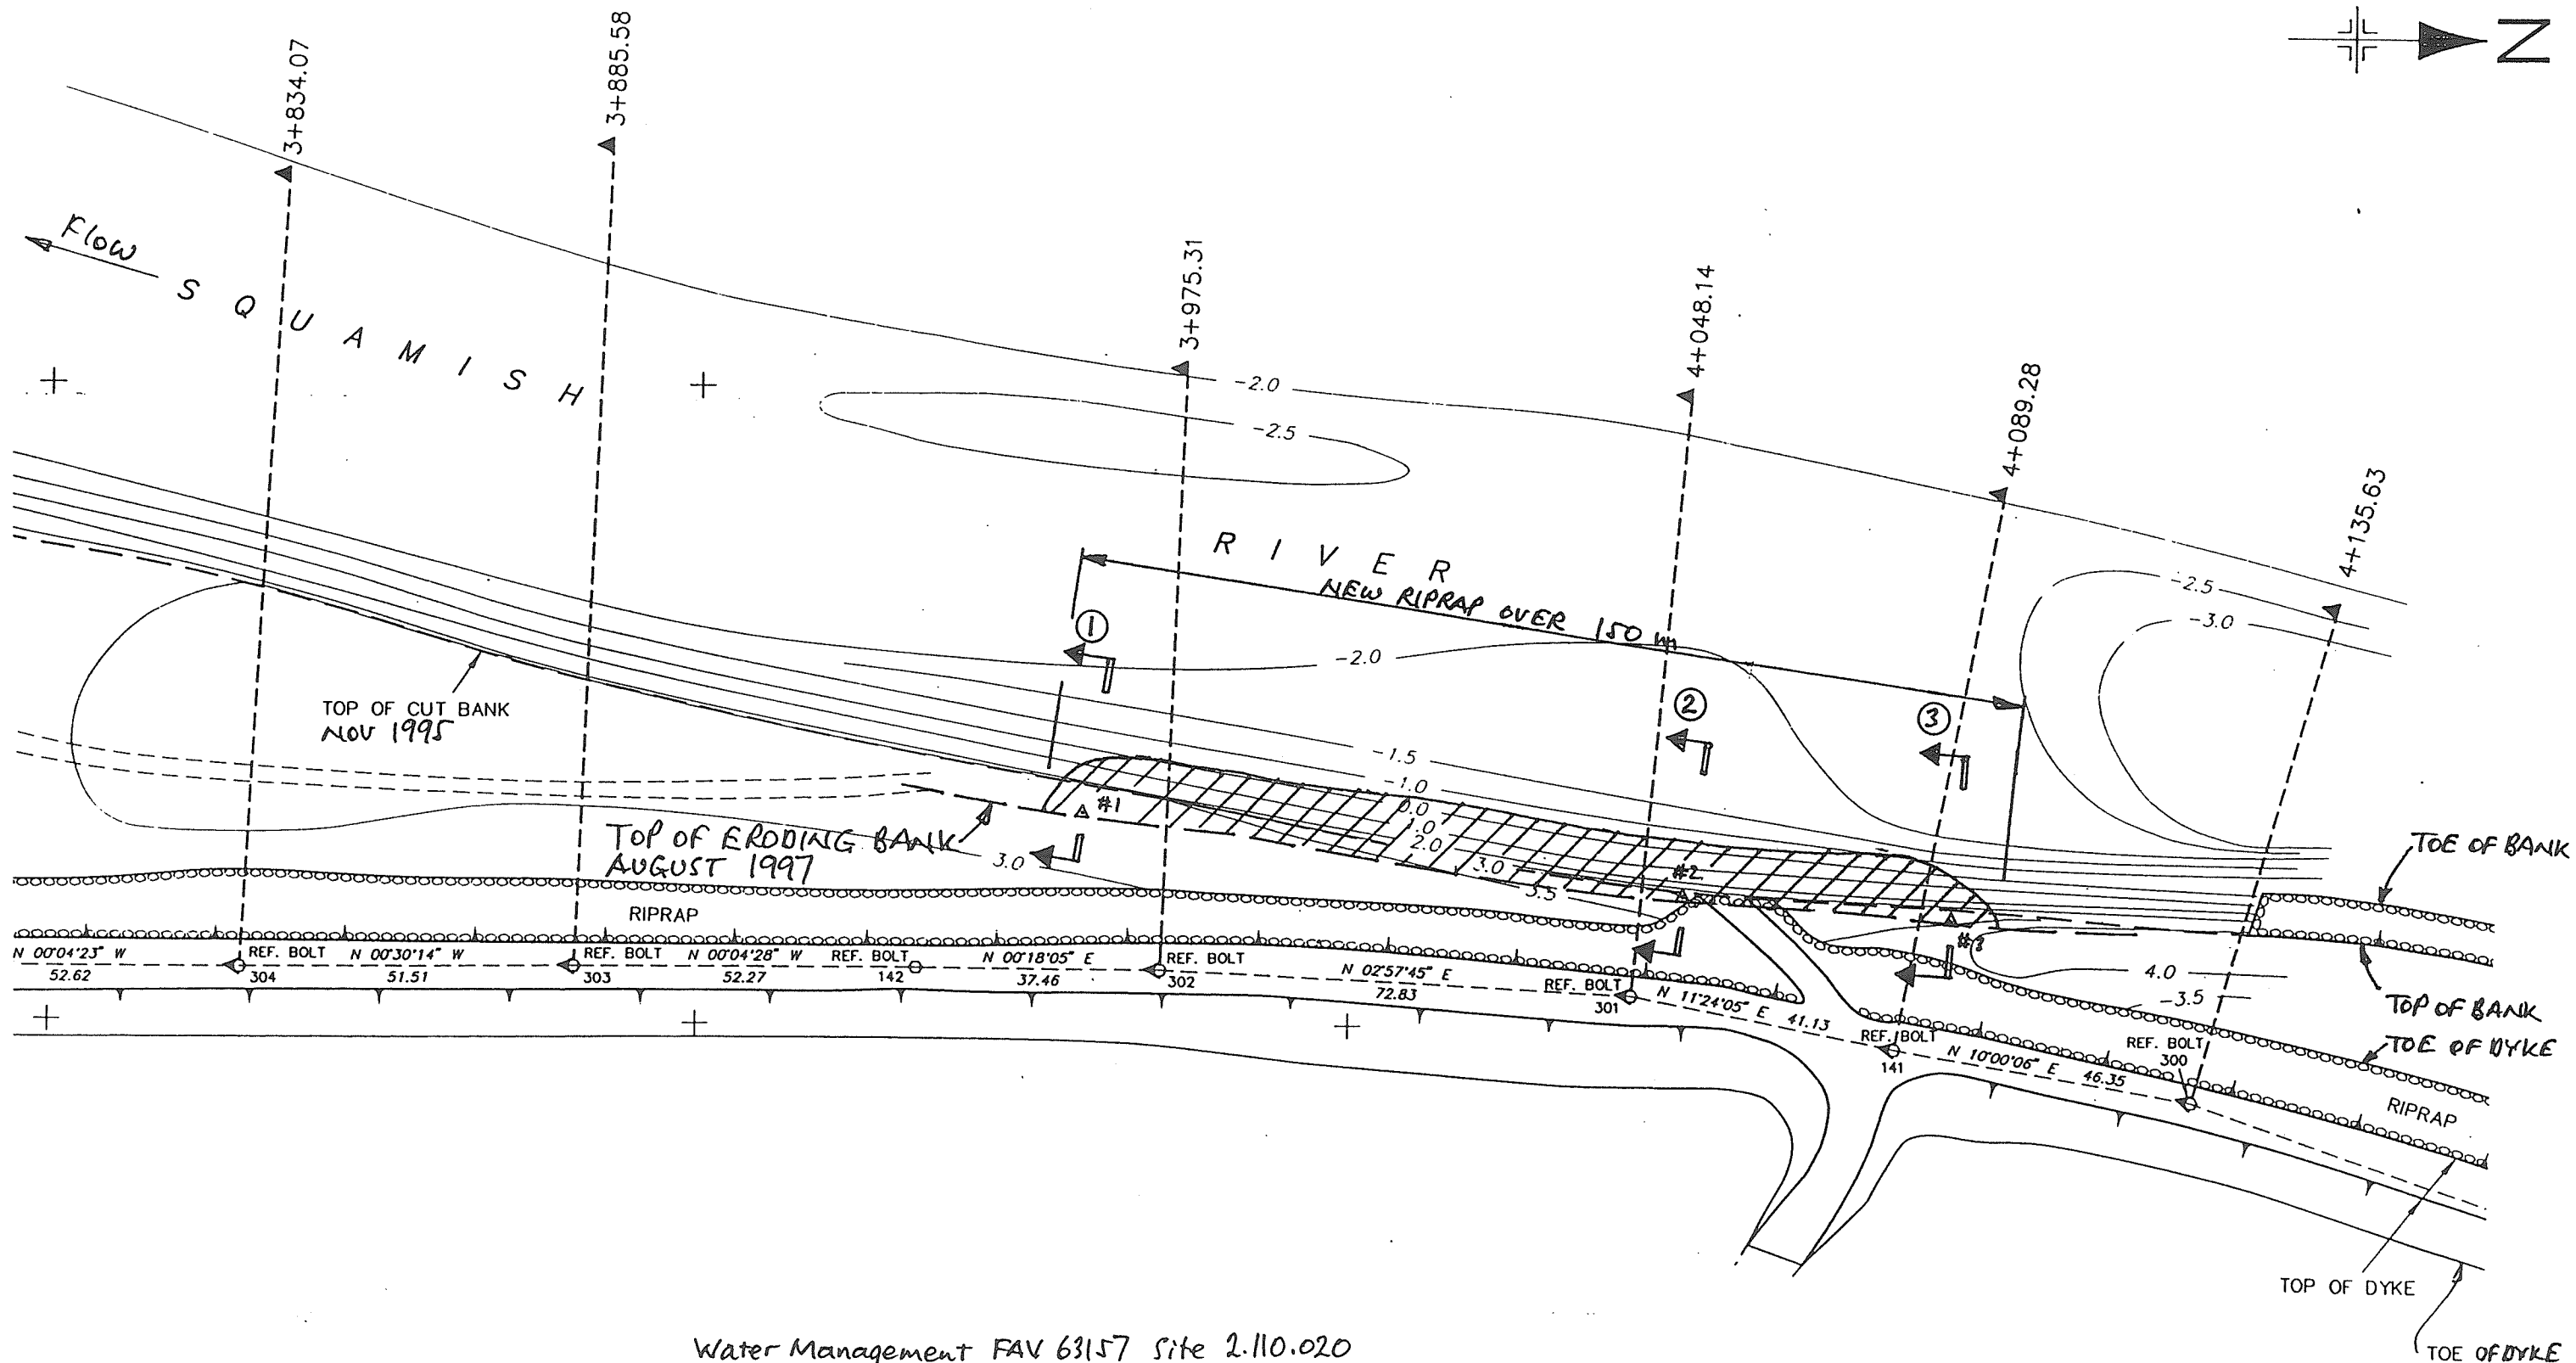 N
3+834.07
3+885.58
3+975.31
4+048.14
4+089.28
4+135.63
Flow
SQUAMISH
RIVER
-2.0
-2.5
-2.5
-3.0
NEW RIPRAP OVER 150 m
1
2
3
-2.0
TOP OF CUT BANK
NOV 1995
-1.5
-1.0
0.0
1.0
2.0
3.0
3.5
#1
#2
#3
TOP OF ERODING BANK
AUGUST 1997
3.0
TOE OF BANK
TOP OF BANK
TOE OF DYKE
4.0
3.5
RIPRAP
N 00°04'23" W
52.62
REF. BOLT
304
N 00°30'14" W
51.51
REF. BOLT
303
N 00°04'28" W
52.27
REF. BOLT
142
N 00°18'05" E
37.46
REF. BOLT
302
N 02°57'45" E
72.83
REF. BOLT
301
N 11°24'05" E 41.13
REF. BOLT
141
N 10°00'06" E 46.35
REF. BOLT
300
RIPRAP
TOP OF DYKE
TOE OF DYKE
Water Management FAV 63157 Site 2.110.020